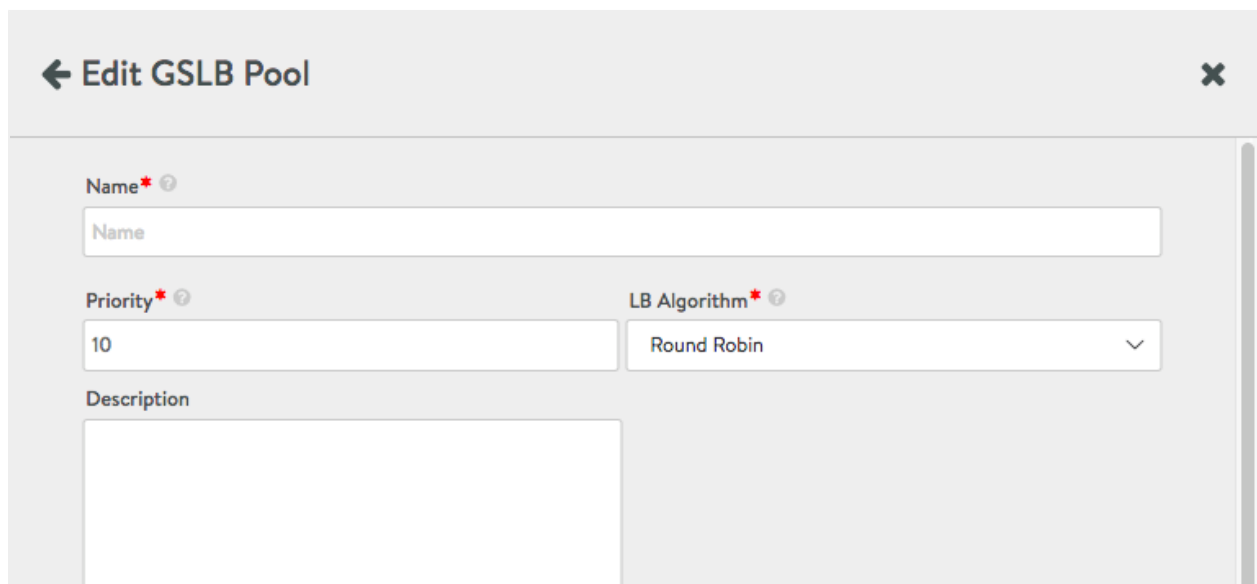 Edit GSLB Pool
Name*
Name
Priority* LB Algorithm*
10 Round Robin
Description